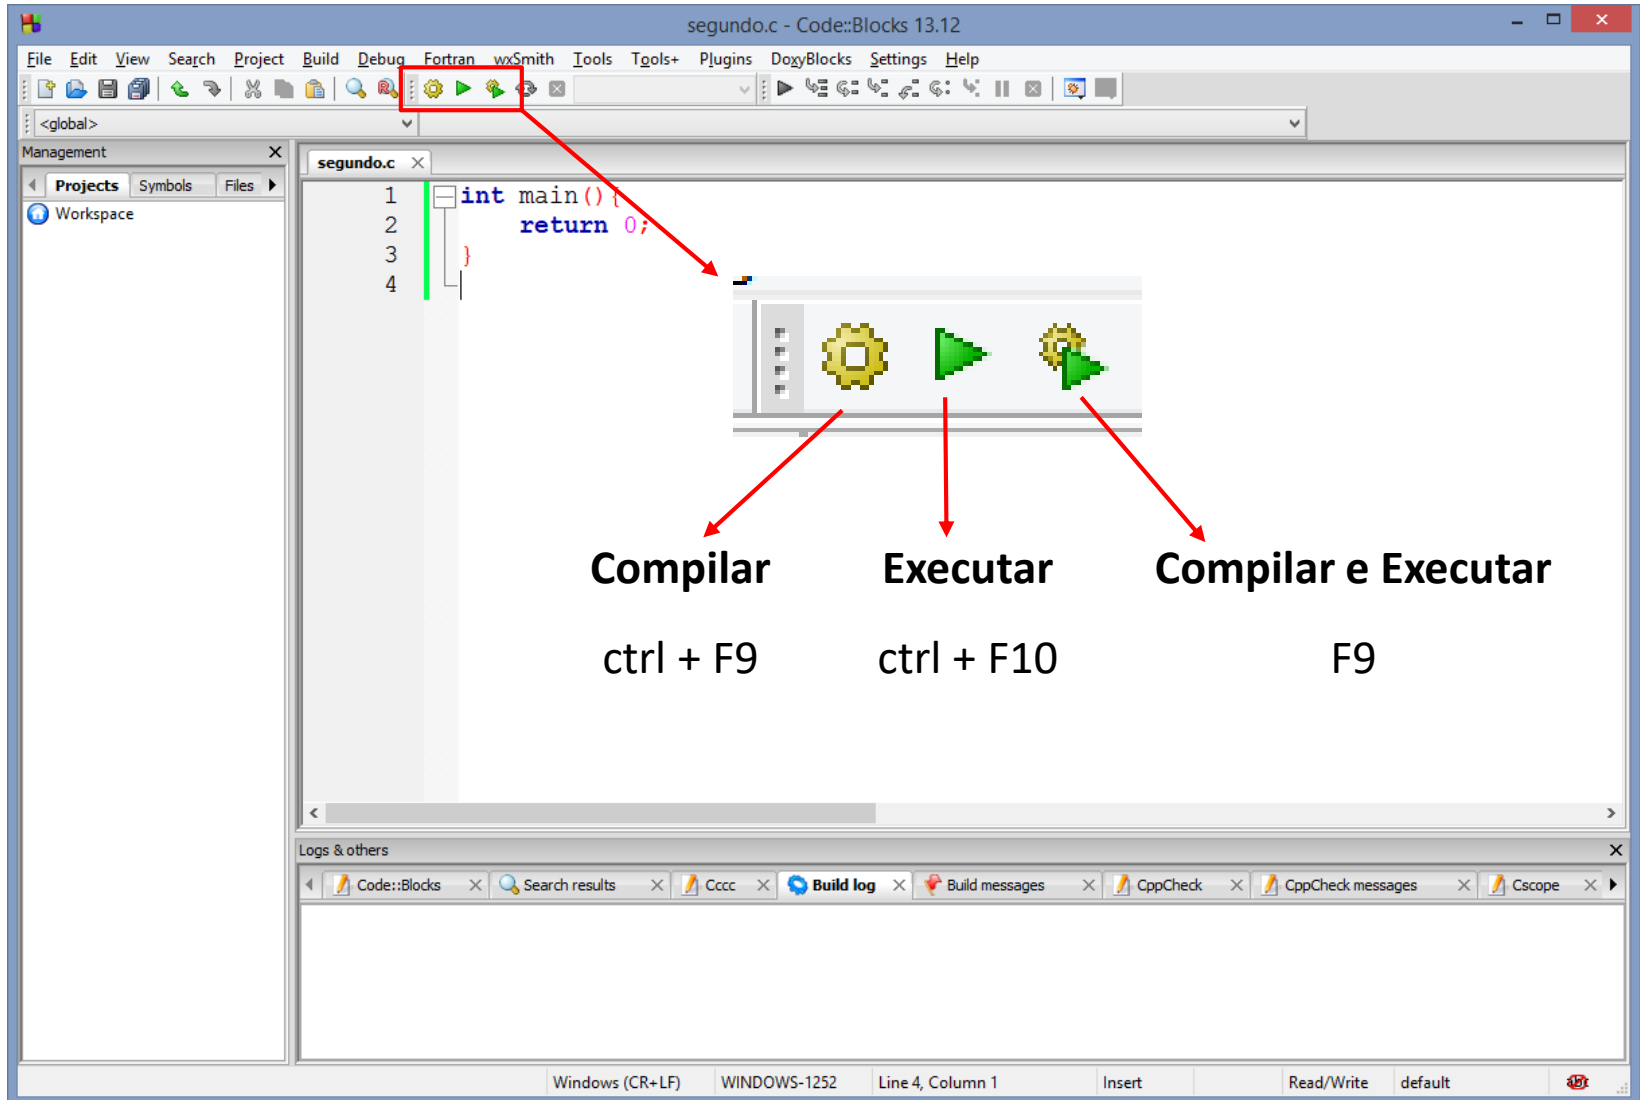 segundo.c - Code::Blocks 13.12
File Edit View Search Project Build Debug Fortran wxSmith Tools Tools+ Plugins DoxyBlocks Settings Help
<global>
Management
Projects Symbols Files
Workspace
segundo.c
1 int main(){
2 return 0;
3 }
4
Compilar Executar Compilar e Executar
ctrl + F9 ctrl + F10 F9
Logs & others
Code::Blocks Search results Cccc Build log Build messages CppCheck CppCheck messages Cscope
Windows (CR+LF) WINDOWS-1252 Line 4, Column 1 Insert Read/Write default abc